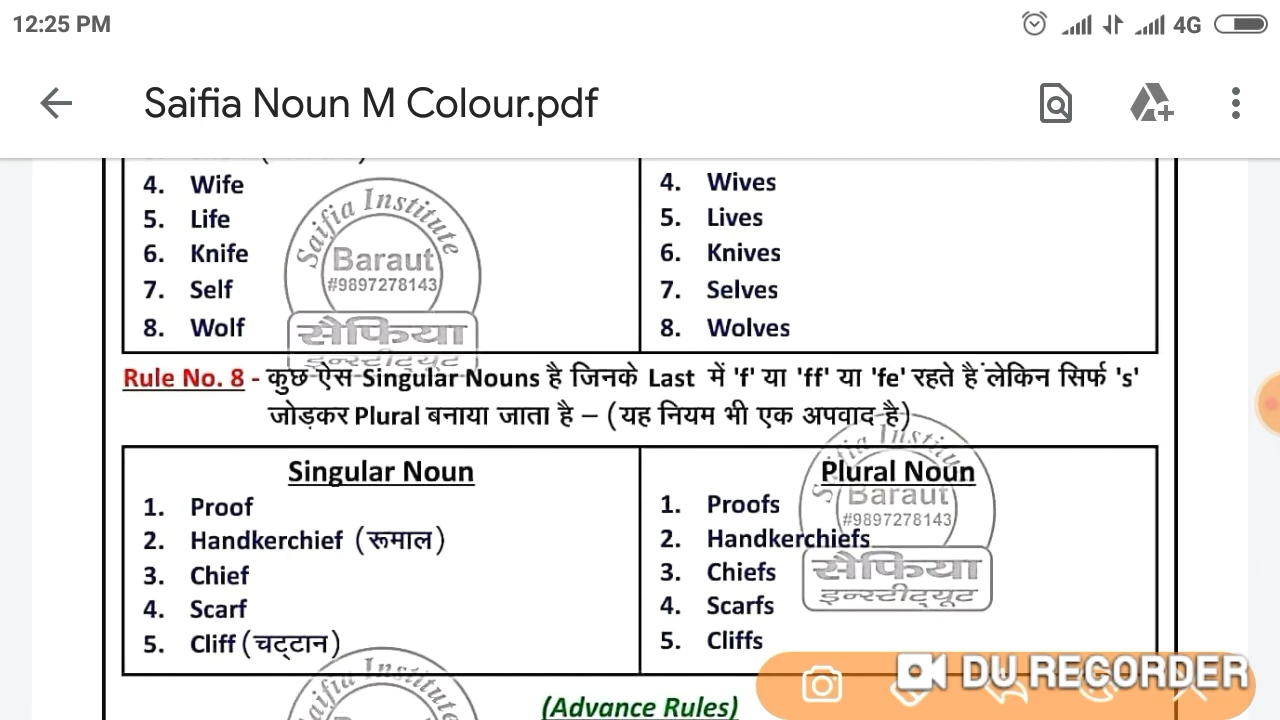 12:25 PM
4G
Saifia Noun M Colour.pdf
4. Wife
5. Life
6. Knife
7. Self
8. Wolf
4. Wives
5. Lives
6. Knives
7. Selves
8. Wolves
Saifia Institute
Baraut
#9897278143
सैफिया
इन्स्टीट्यूट
Rule No. 8 - कुछ ऐस Singular Nouns है जिनके Last में 'f' या 'ff' या 'fe' रहते है लेकिन सिर्फ 's'
जोड़कर Plural बनाया जाता है – (यह नियम भी एक अपवाद है)
Singular Noun
1. Proof
2. Handkerchief (रूमाल)
3. Chief
4. Scarf
5. Cliff (चट्टान)
Plural Noun
1. Proofs
2. Handkerchiefs
3. Chiefs
4. Scarfs
5. Cliffs
Baraut
#9897278143
सैफिया
इन्स्टीट्यूट
DU RECORDER
(Advance Rules)